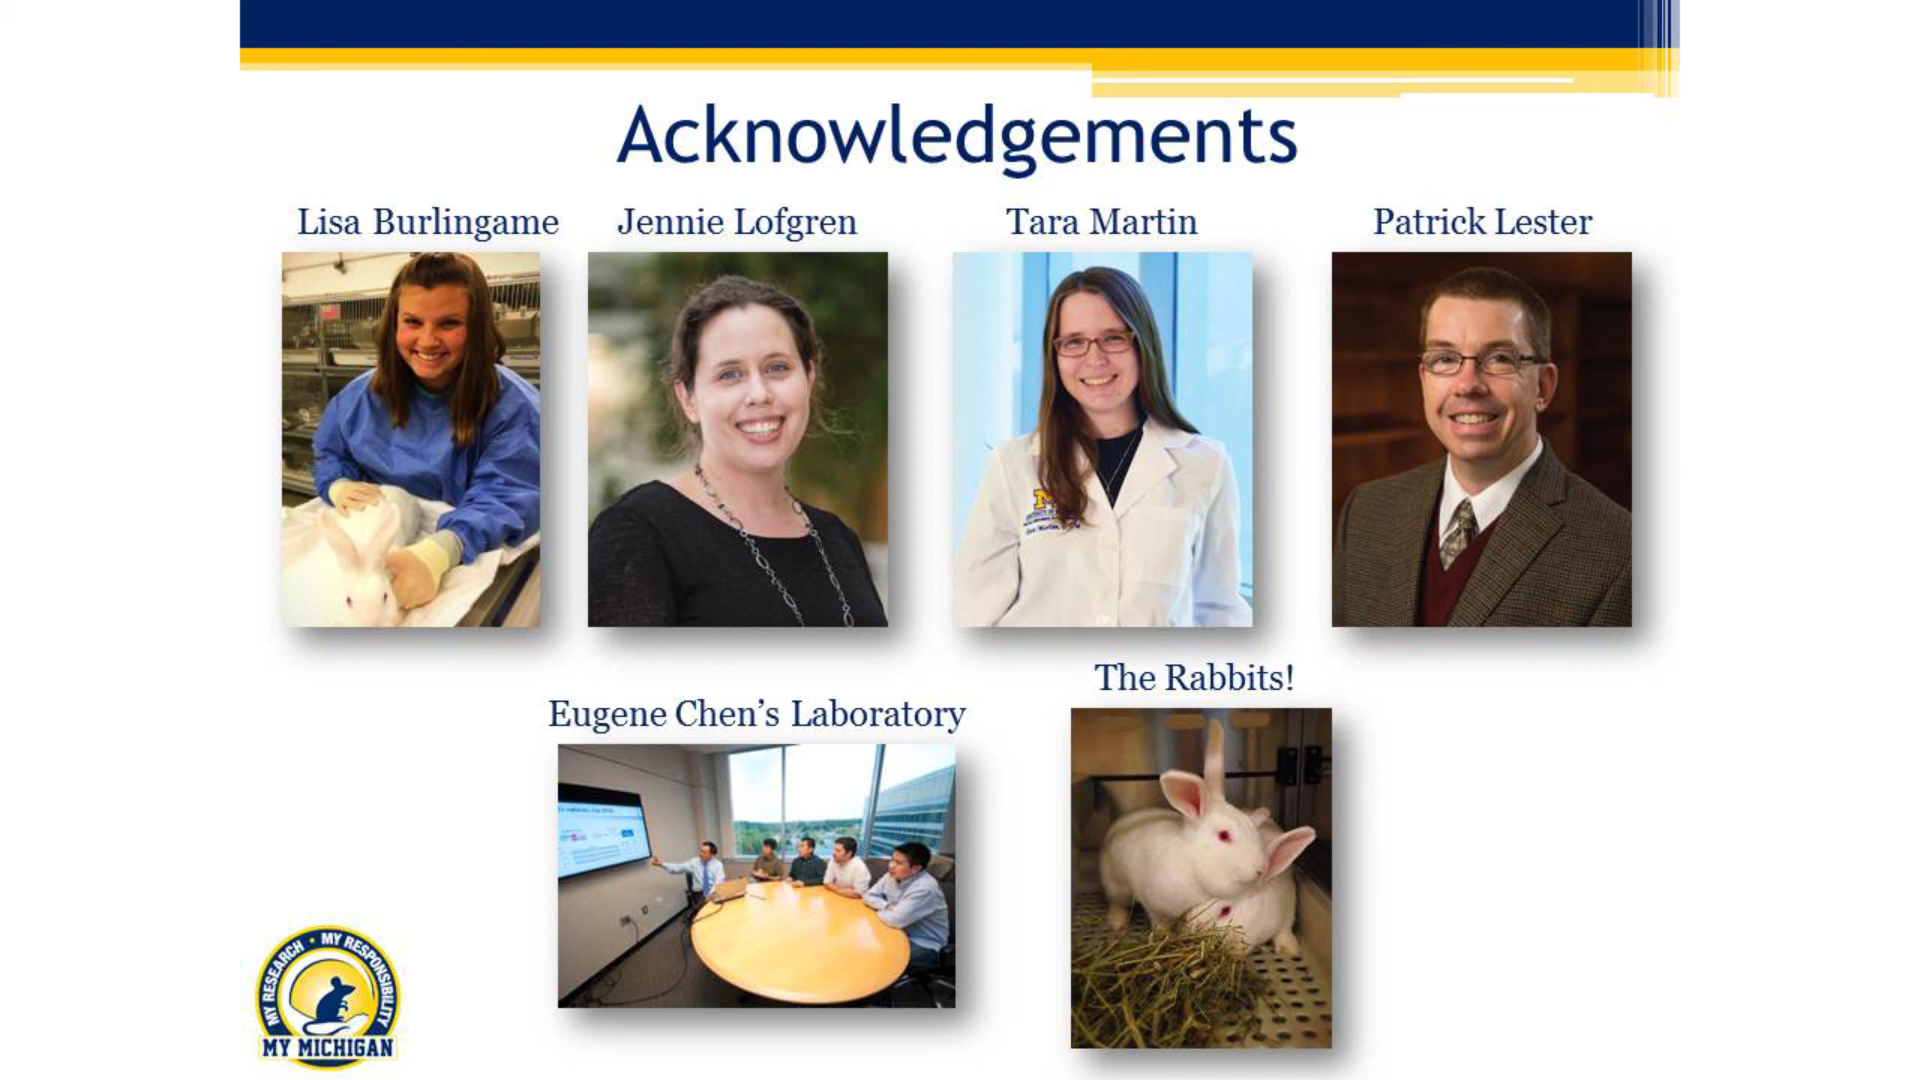 Acknowledgements
Lisa Burlingame
Jennie Lofgren
Tara Martin
Patrick Lester
The Rabbits!
Eugene Chen's Laboratory
MY RESEARCH • MY RESPONSIBILITY
MY MICHIGAN